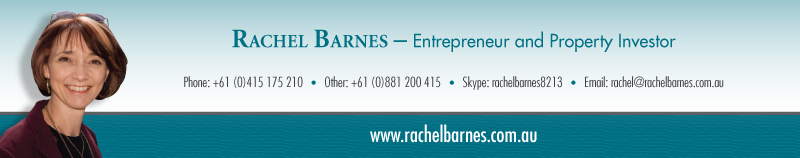 RACHEL BARNES — Entrepreneur and Property Investor
Phone: +61 (0)415 175 210 • Other: +61 (0)881 200 415 • Skype: rachelbarnes8213 • Email: rachel@rachelbarnes.com.au
www.rachelbarnes.com.au